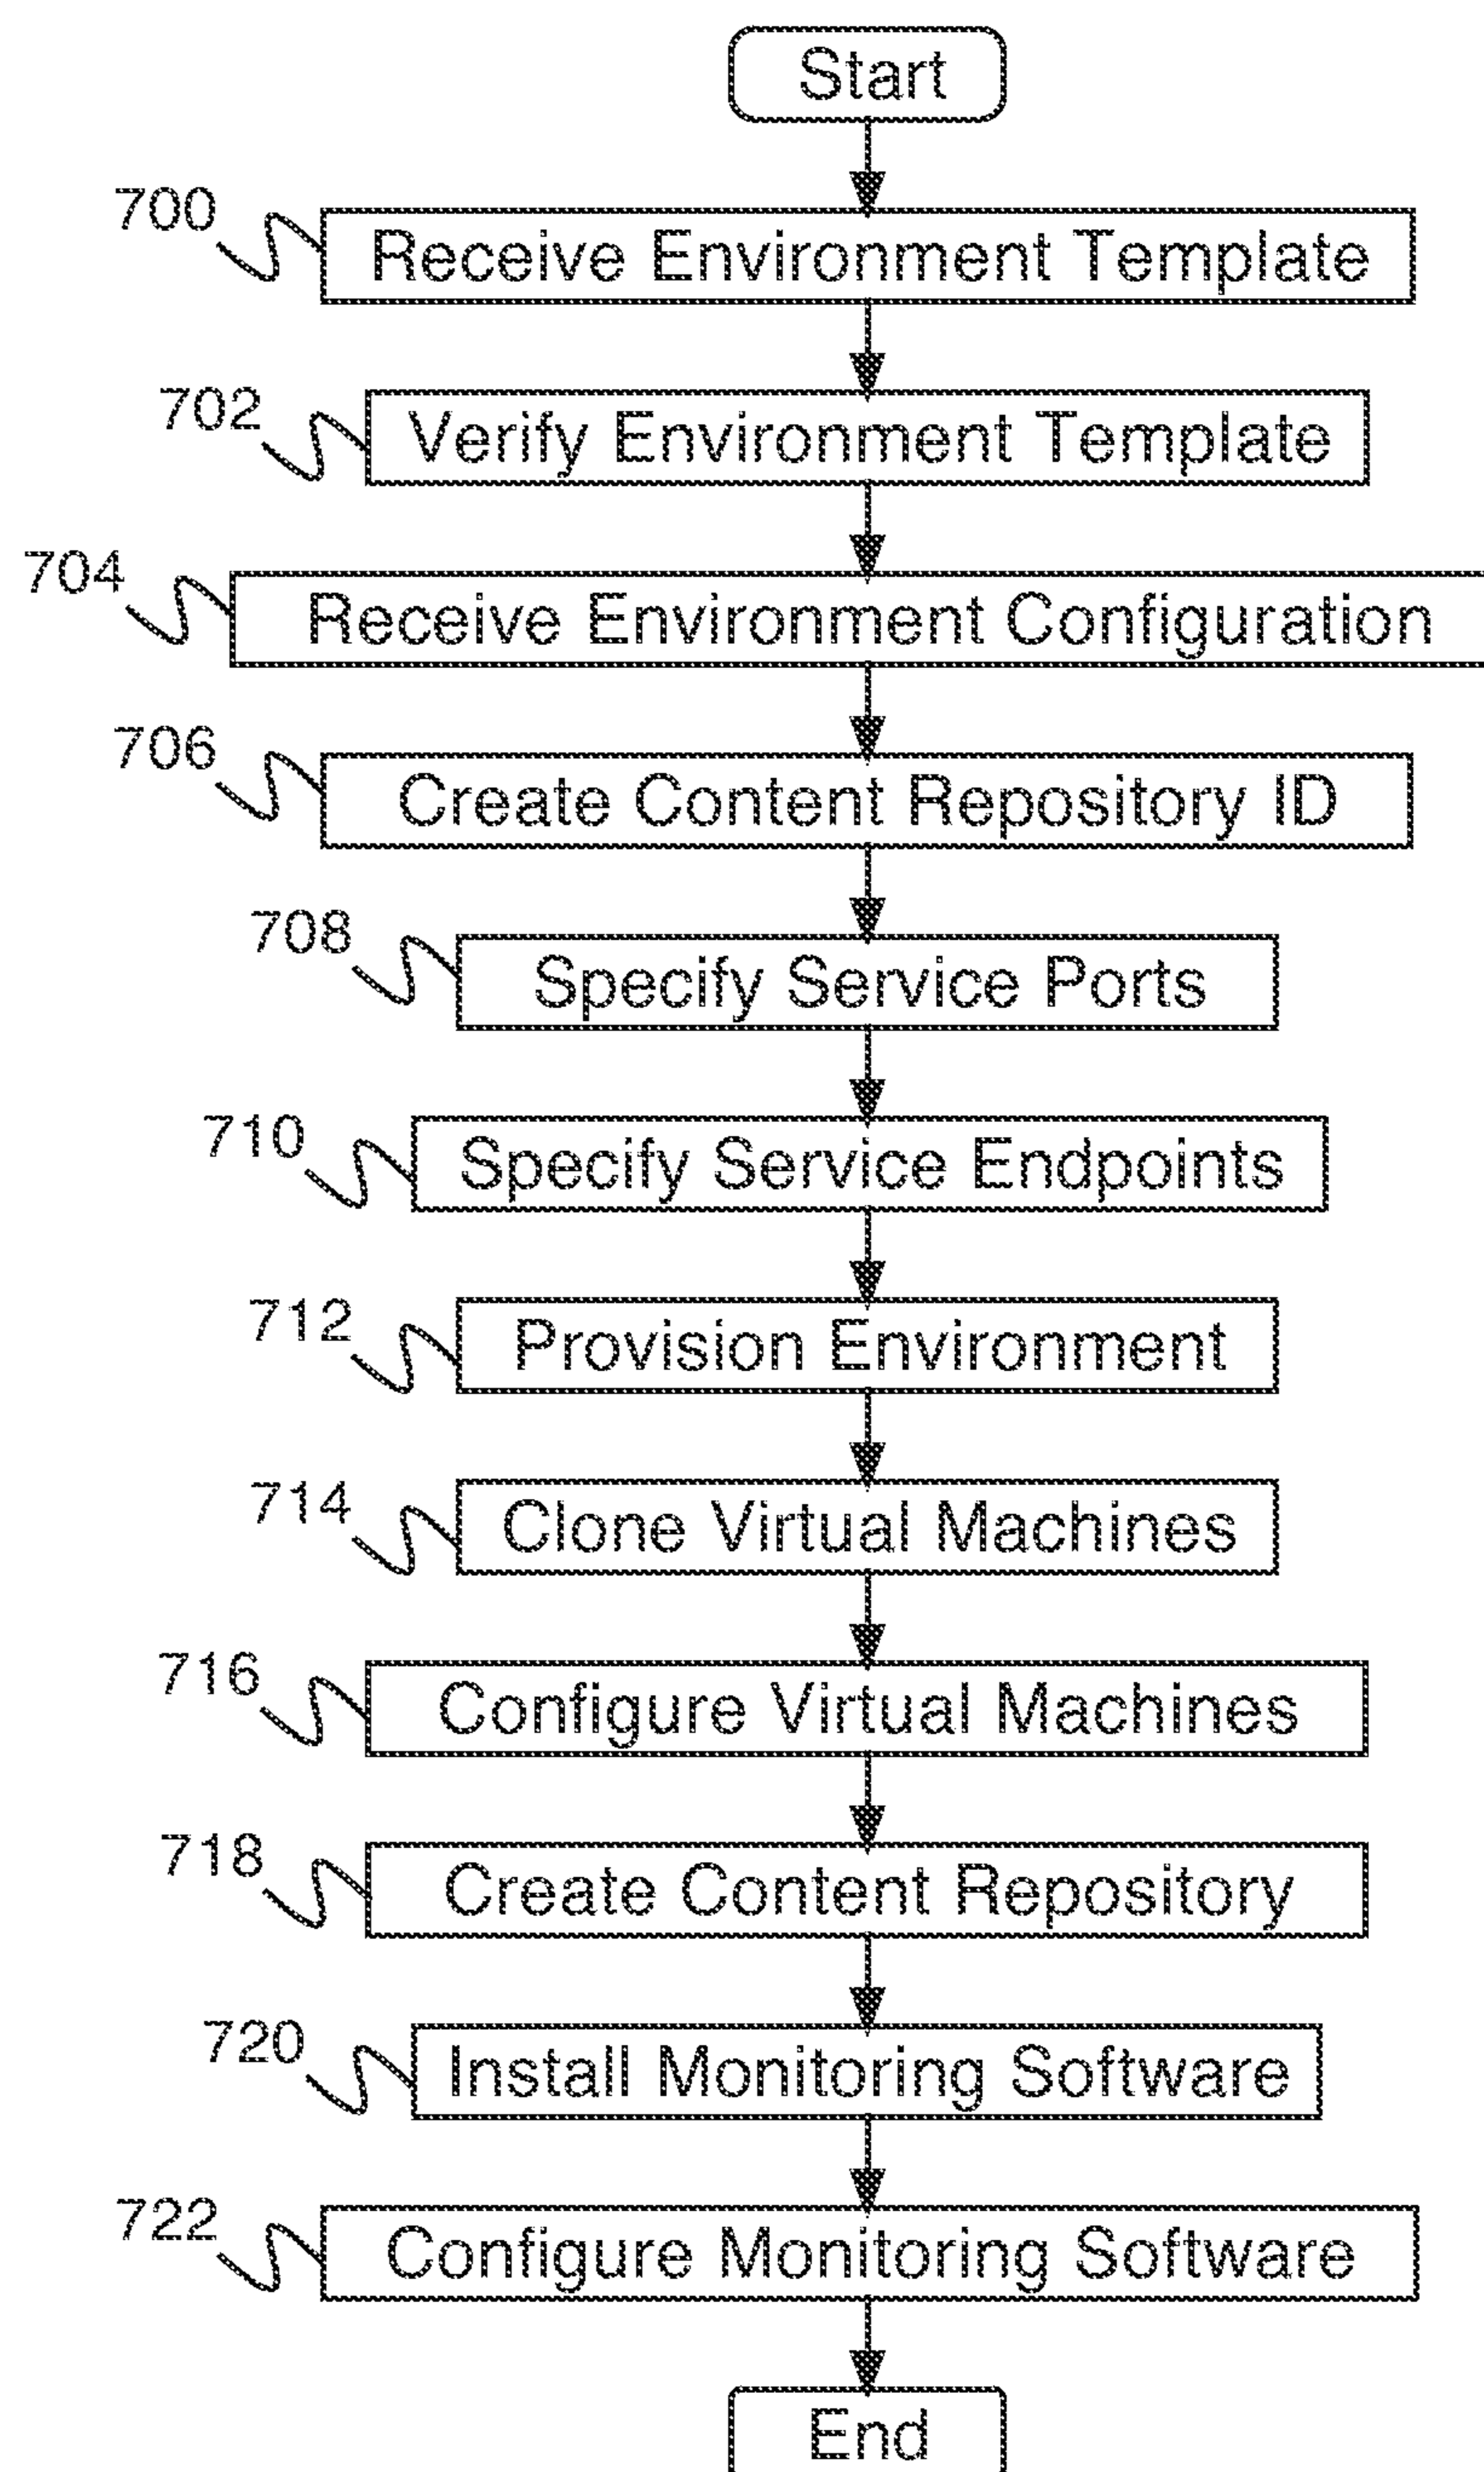 Start
700
Receive Environment Template
702
Verify Environment Template
704
Receive Environment Configuration
706
Create Content Repository ID
708
Specify Service Ports
710
Specify Service Endpoints
712
Provision Environment
714
Clone Virtual Machines
716
Configure Virtual Machines
718
Create Content Repository
720
Install Monitoring Software
722
Configure Monitoring Software
End